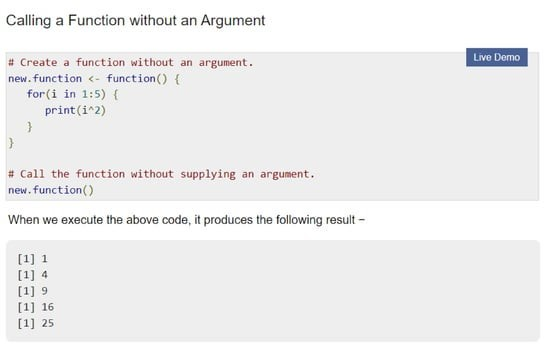 Calling a Function without an Argument
Live Demo
# Create a function without an argument.
new.function <- function() {
   for(i in 1:5) {
      print(i^2)
   }
}
# Call the function without supplying an argument.
new.function()
When we execute the above code, it produces the following result −
[1] 1
[1] 4
[1] 9
[1] 16
[1] 25